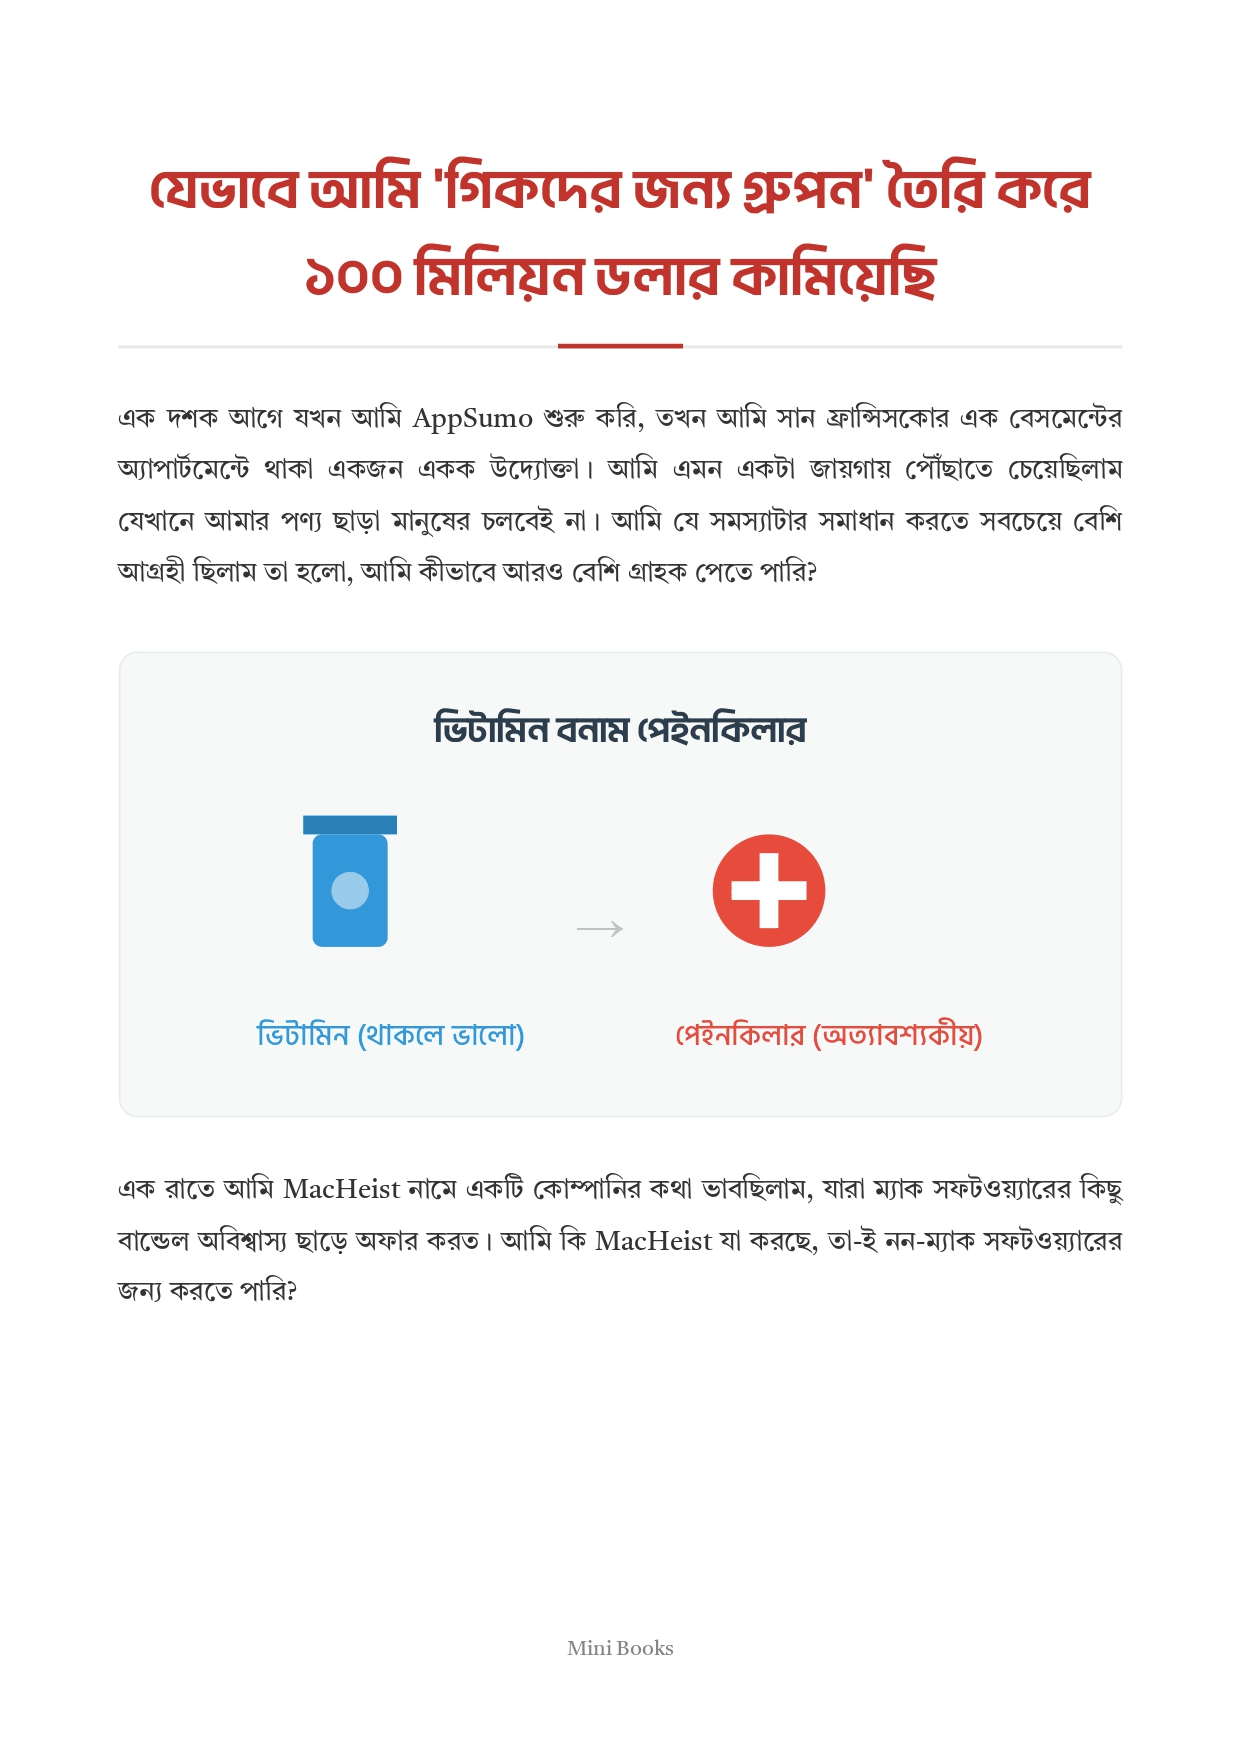 যেভাবে আমি 'গিকদের জন্য গ্রুপন' তৈরি করে
১০০ মিলিয়ন ডলার কামিয়েছি
এক দশক আগে যখন আমি AppSumo শুরু করি, তখন আমি সান ফ্রান্সিসকোর এক বেসমেন্টের
অ্যাপার্টমেন্টে থাকা একজন একক উদ্যোক্তা। আমি এমন একটা জায়গায় পৌঁছাতে চেয়েছিলাম
যেখানে আমার পণ্য ছাড়া মানুষের চলবেই না। আমি যে সমস্যাটার সমাধান করতে সবচেয়ে বেশি
আগ্রহী ছিলাম তা হলো, আমি কীভাবে আরও বেশি গ্রাহক পেতে পারি?
ভিটামিন বনাম পেইনকিলার
→
ভিটামিন (থাকলে ভালো)
পেইনকিলার (অত্যাবশ্যকীয়)
এক রাতে আমি MacHeist নামে একটি কোম্পানির কথা ভাবছিলাম, যারা ম্যাক সফটওয়্যারের কিছু
বান্ডেল অবিশ্বাস্য ছাড়ে অফার করত। আমি কি MacHeist যা করছে, তা-ই নন-ম্যাক সফটওয়্যারের
জন্য করতে পারি?
Mini Books